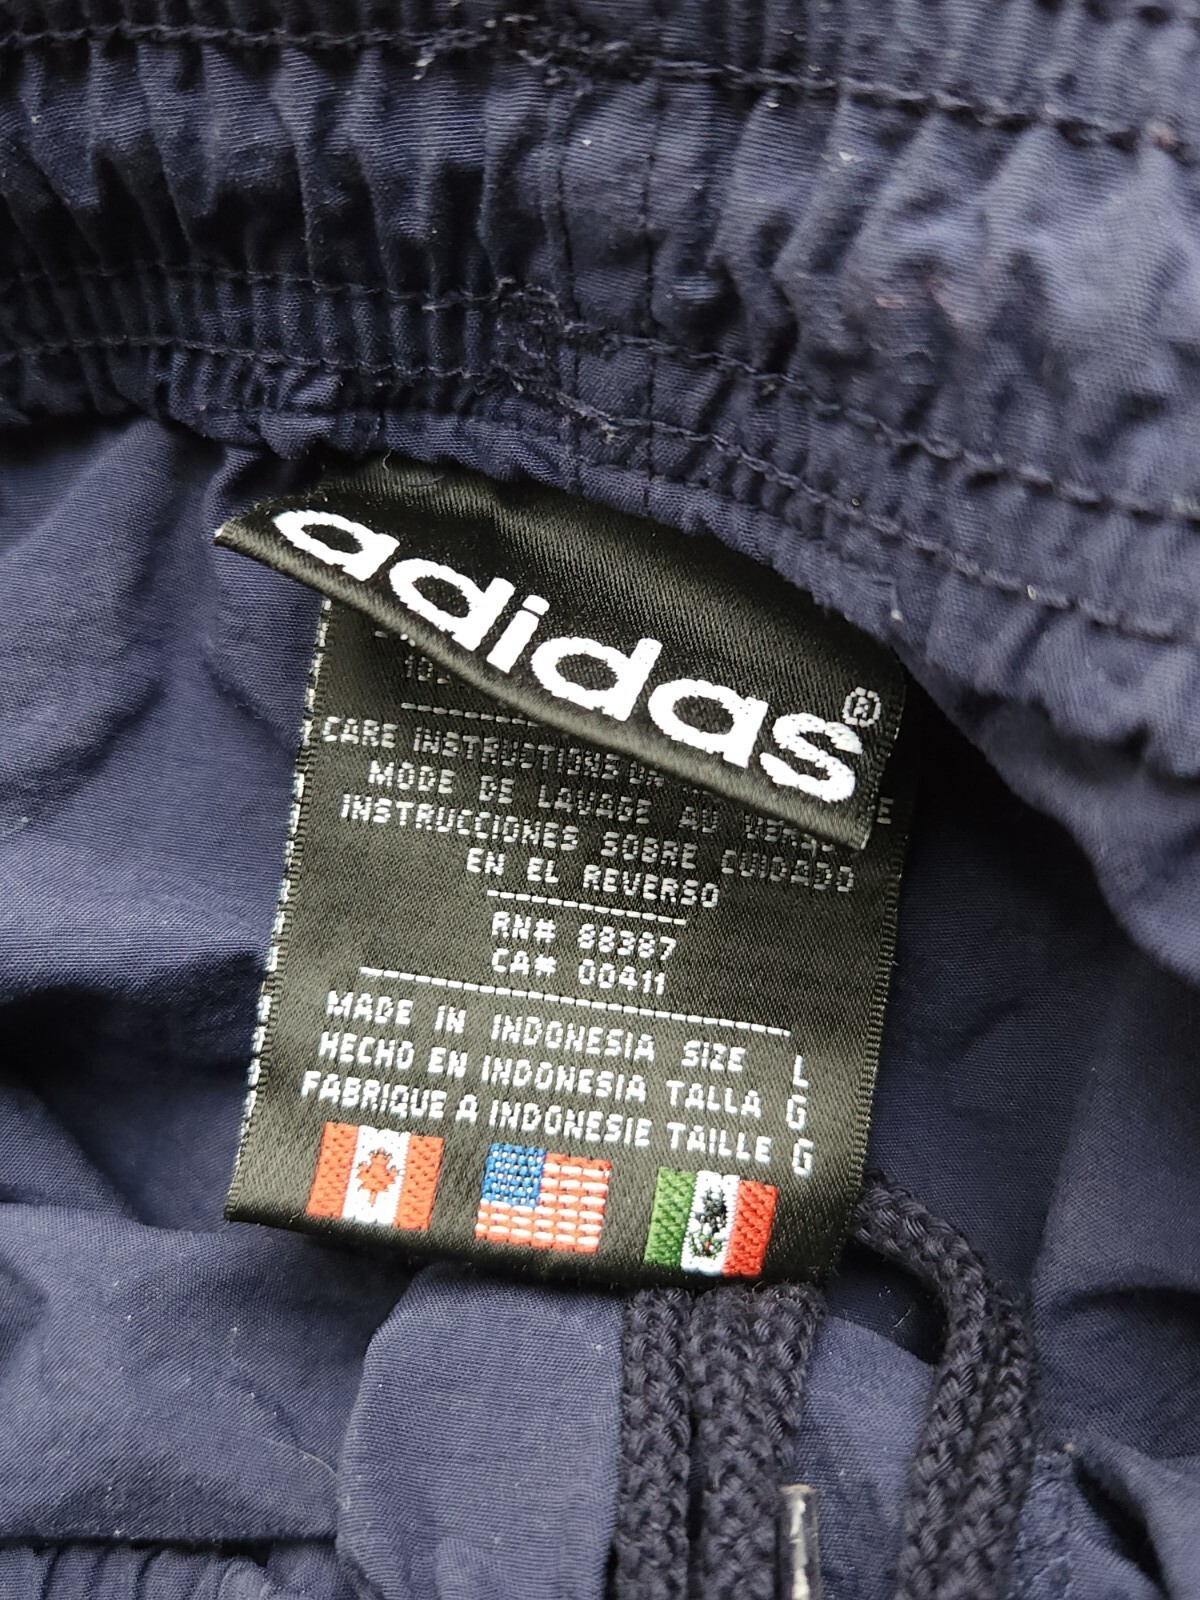 adidas®
CARE INSTRUCTIONS
MODE DE LAVAGE AU VERSO
INSTRUCCIONES SOBRE CUIDADO
EN EL REVERSO
RN# 88387
CA# 00411
MADE IN INDONESIA SIZE L
HECHO EN INDONESIA TALLA G
FABRIQUE A INDONESIE TAILLE G